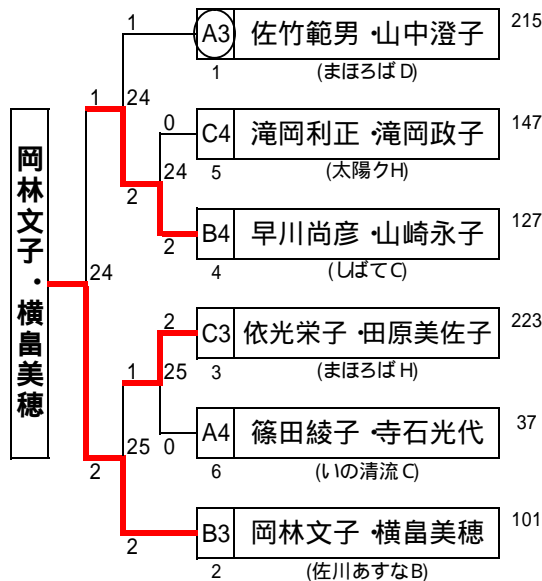 1
A3 佐竹範男・山中澄子 215
1 (まほろばD)
1 24
0
C4 滝岡利正・滝岡政子 147
24
5 (太陽クH)
2
2
B4 早川尚彦・山崎永子 127
4 (しばてC)
岡林文子・横畠美穂
24
2
C3 依光栄子・田原美佐子 223
3 (まほろばH)
1 25
A4 篠田綾子・寺石光代 37
25 0
6 (いの清流C)
2
2
B3 岡林文子・横畠美穂 101
2 (佐川あすなB)